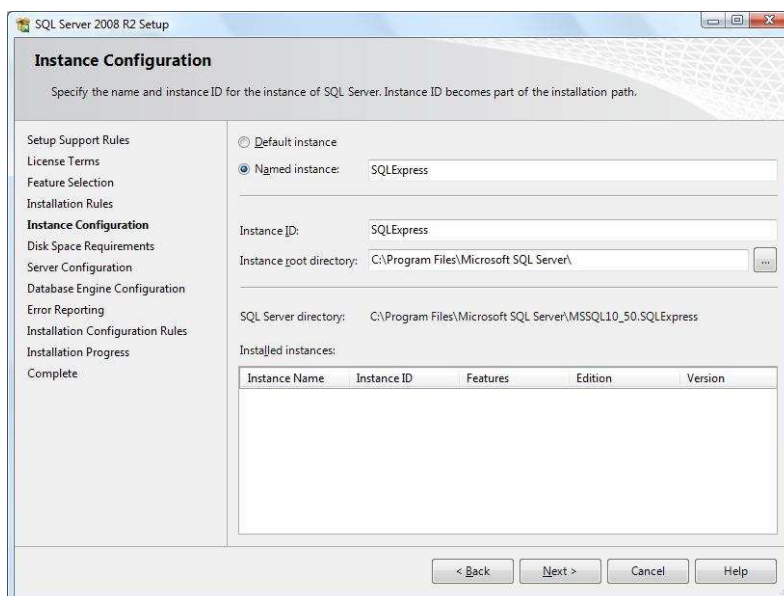 SQL Server 2008 R2 Setup
Instance Configuration
Specify the name and instance ID for the instance of SQL Server. Instance ID becomes part of the installation path.
Setup Support Rules
License Terms
Feature Selection
Installation Rules
Instance Configuration
Disk Space Requirements
Server Configuration
Database Engine Configuration
Error Reporting
Installation Configuration Rules
Installation Progress
Complete
Default instance
Named instance: SQLExpress
Instance ID: SQLExpress
Instance root directory: C:\Program Files\Microsoft SQL Server\ ...
SQL Server directory: C:\Program Files\Microsoft SQL Server\MSSQL10_50.SQLExpress
Installed instances:
Instance Name Instance ID Features Edition Version
< Back Next > Cancel Help